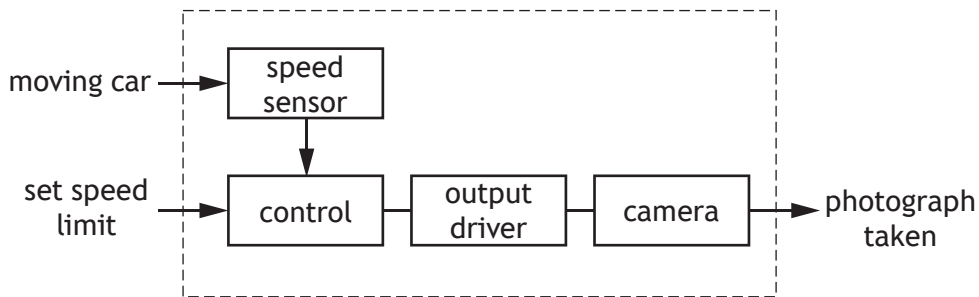 moving car
speed
sensor
set speed
limit
control
output
driver
camera
photograph
taken